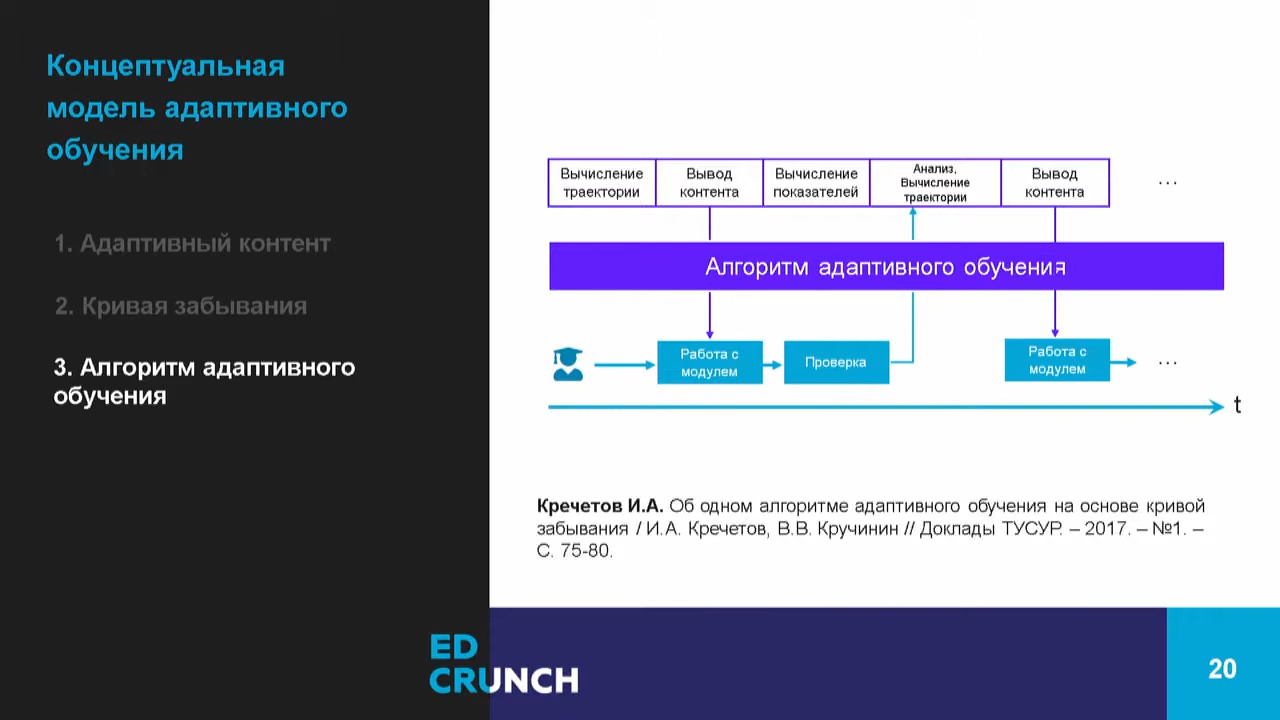 Концептуальная
модель адаптивного
обучения
1. Адаптивный контент
2. Кривая забывания
3. Алгоритм адаптивного
обучения
Вычисление
траектории
Вывод
контента
Вычисление
показателей
Анализ,
Вычисление
траектории
Вывод
контента
...
Алгоритм адаптивного обучения
Работа с
модулем
Проверка
Работа с
модулем
...
t
Кречетов И.А. Об одном алгоритме адаптивного обучения на основе кривой
забывания / И.А. Кречетов, В.В. Кручинин // Доклады ТУСУР. – 2017. – №1. –
С. 75-80.
ED
CRUNCH
20